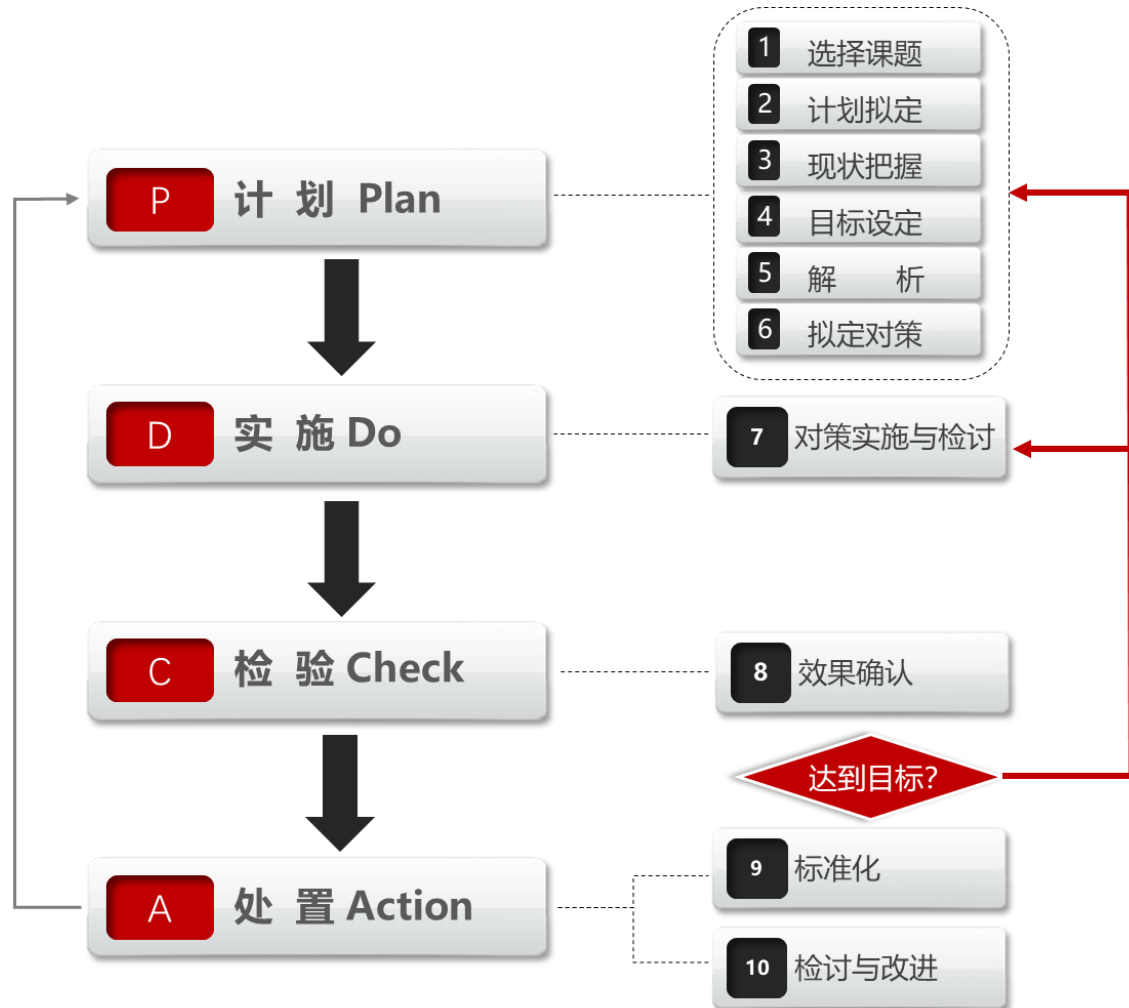 P 计 划 Plan
1 选择课题
2 计划拟定
3 现状把握
4 目标设定
5 解 析
6 拟定对策
D 实 施 Do
7 对策实施与检讨
C 检 验 Check
8 效果确认
达到目标?
A 处 置 Action
9 标准化
10 检讨与改进